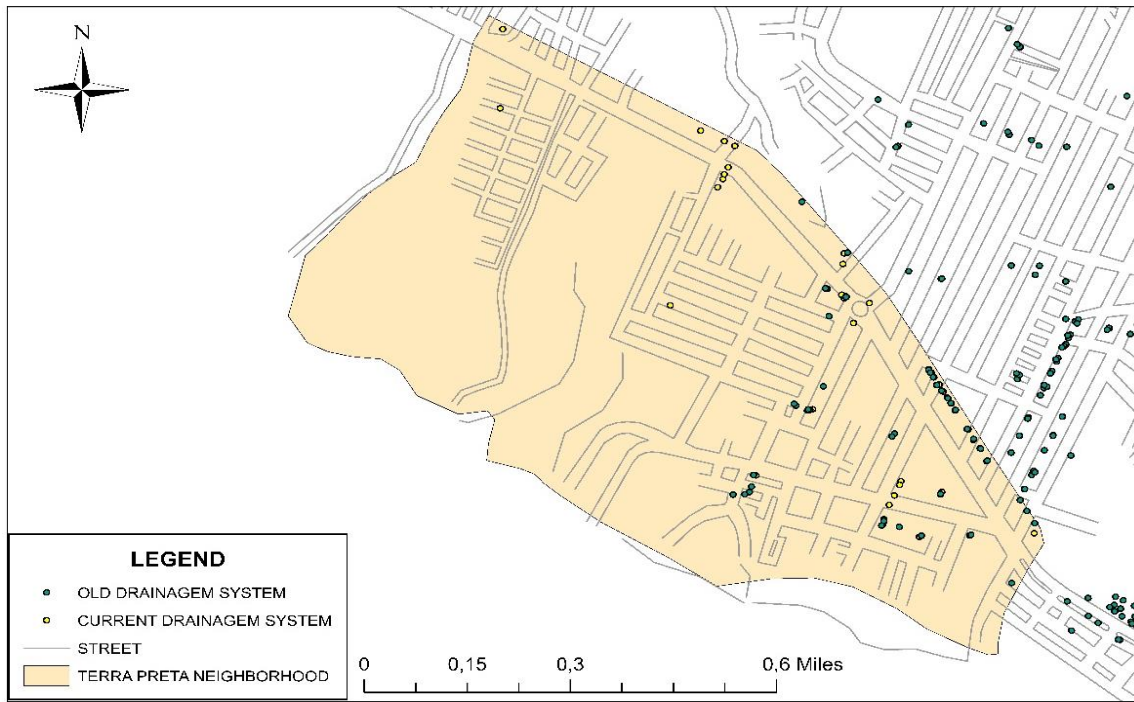 N
LEGEND
OLD DRAINAGEM SYSTEM
CURRENT DRAINAGEM SYSTEM
STREET
TERRA PRETA NEIGHBORHOOD
0 0,15 0,3 0,6 Miles